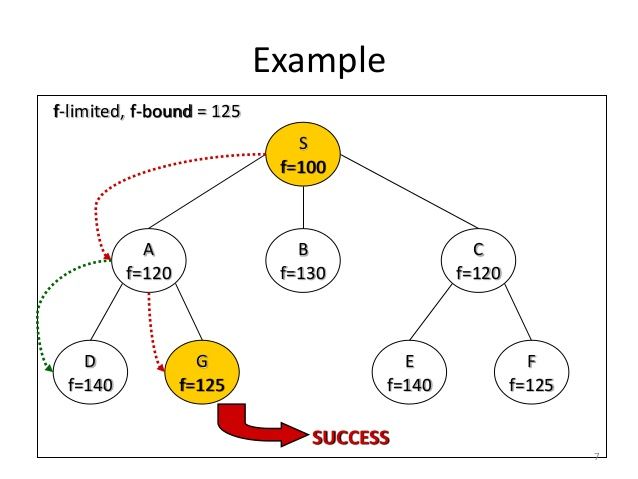 Example
f-limited, f-bound = 125
S
f=100
A
f=120
B
f=130
C
f=120
D
f=140
G
f=125
E
f=140
F
f=125
SUCCESS
7